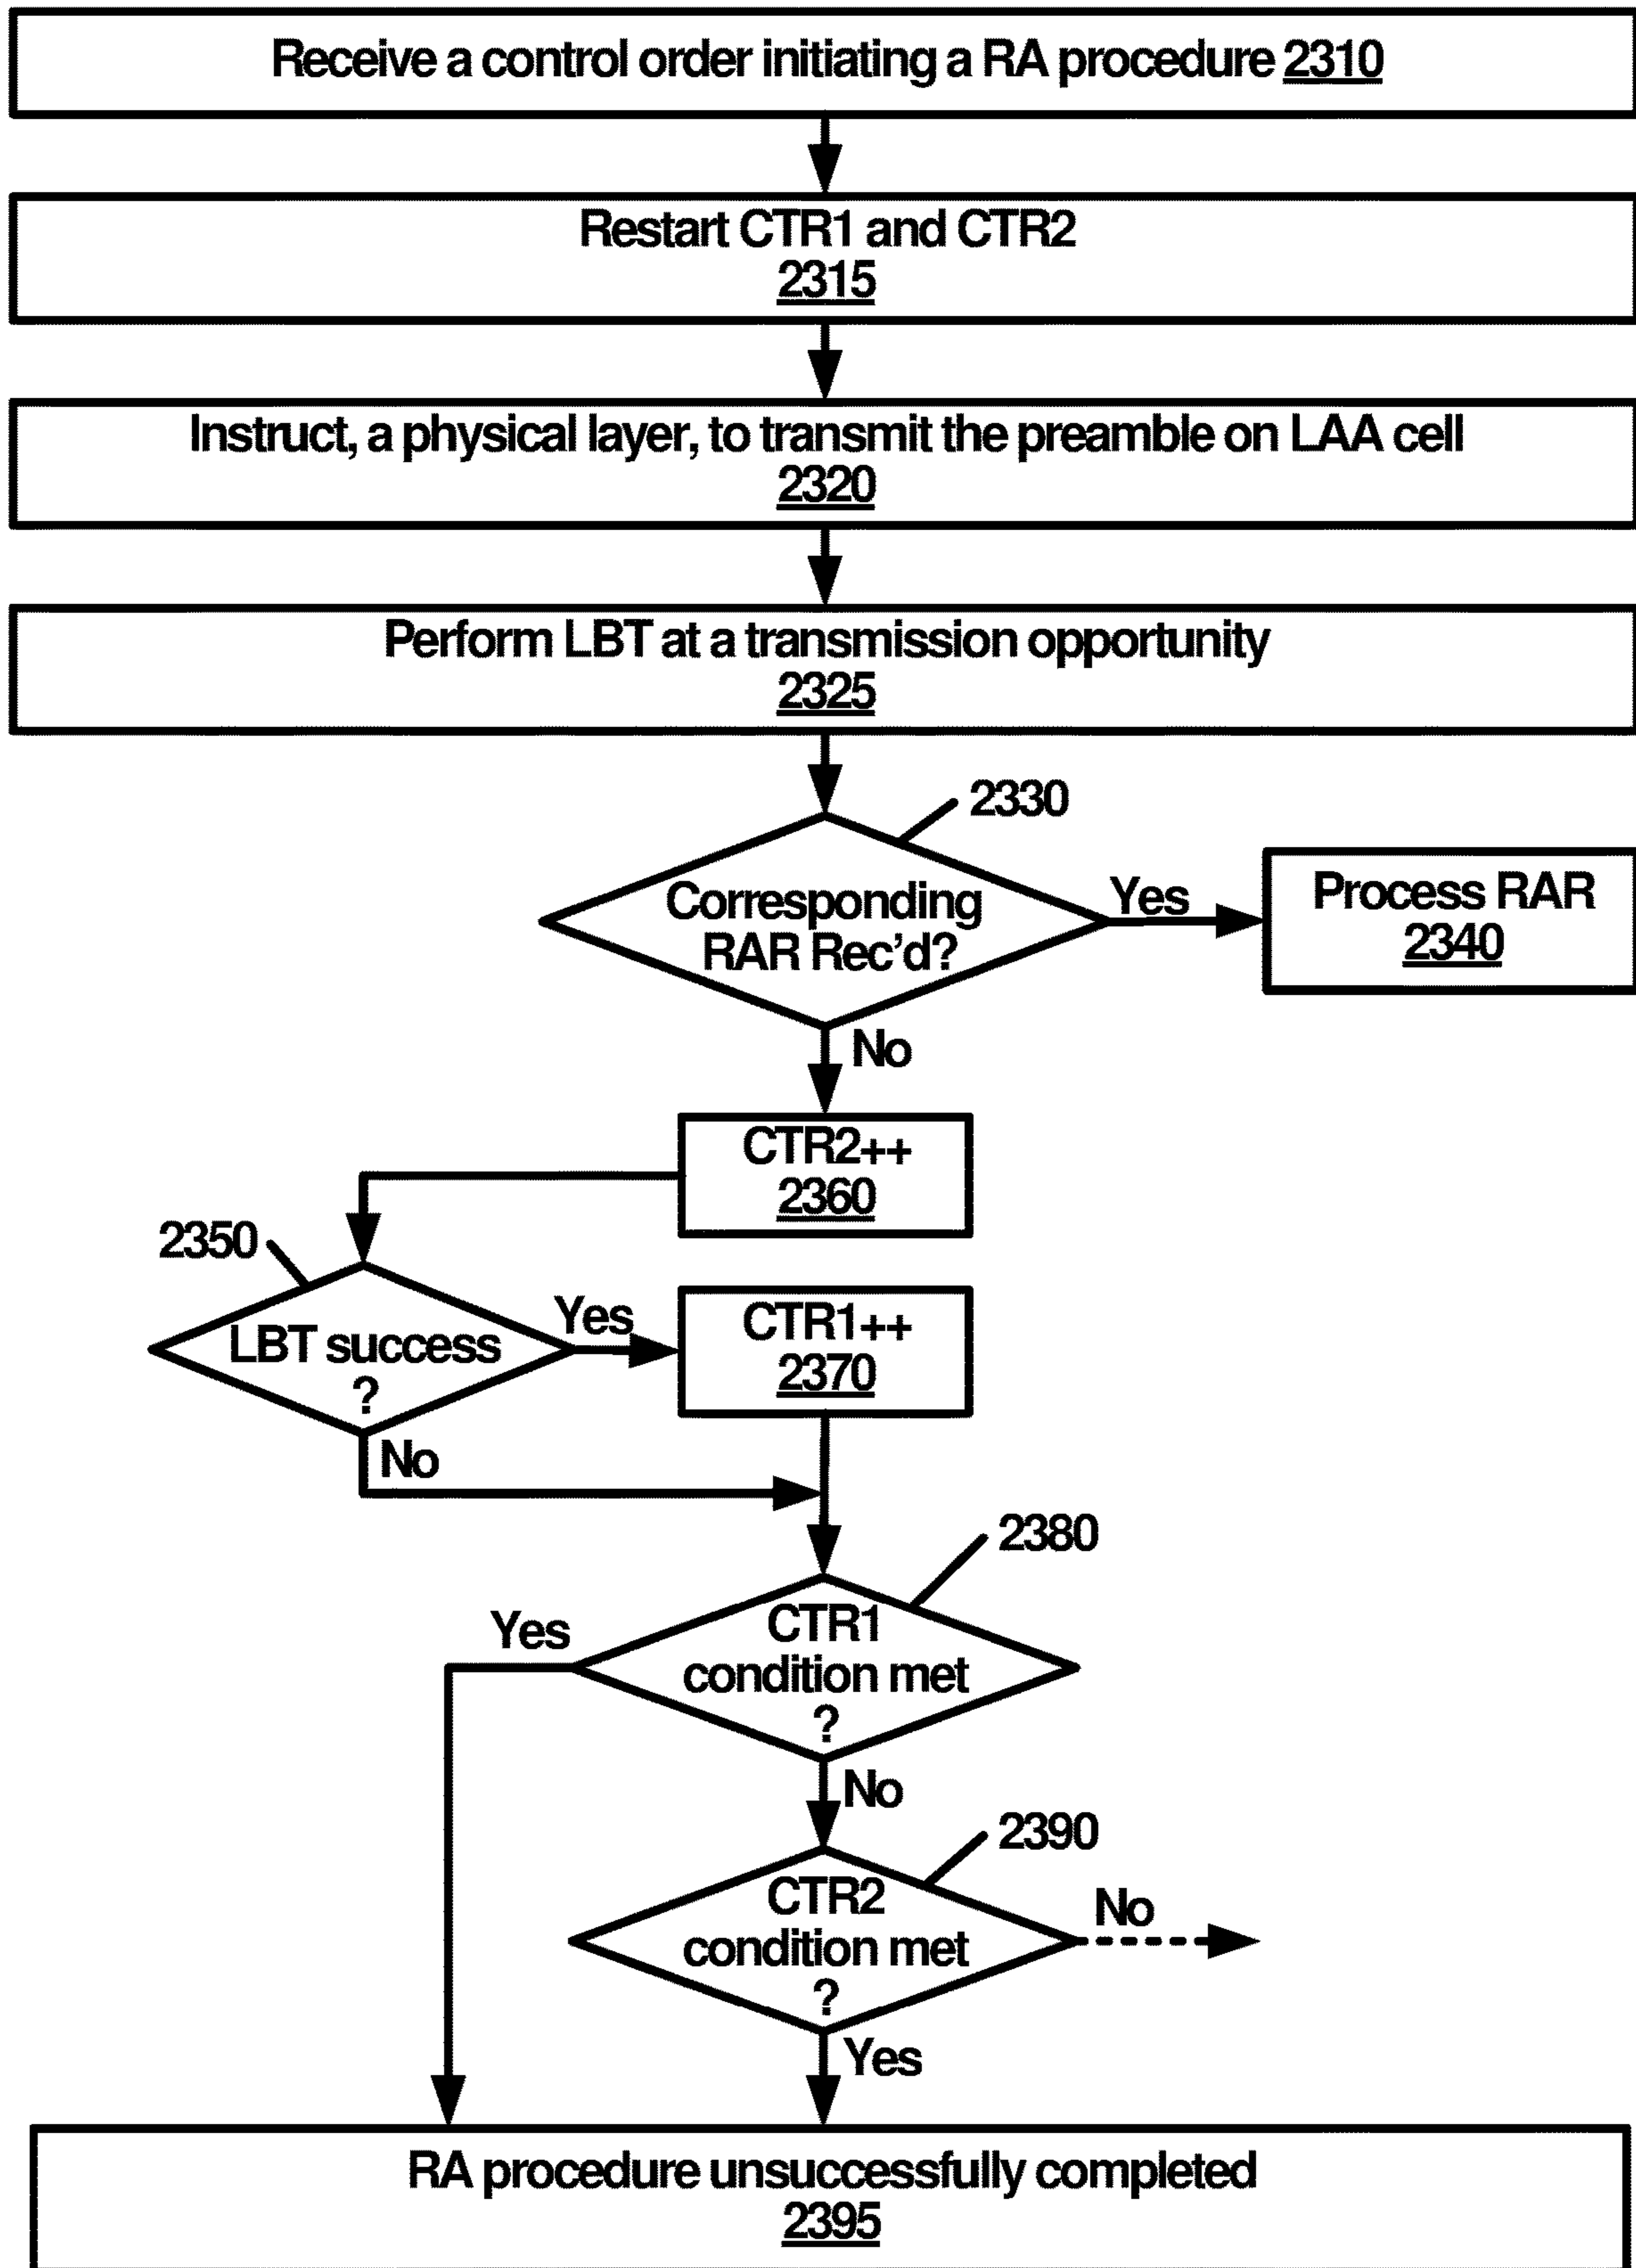 Receive a control order initiating a RA procedure 2310
Restart CTR1 and CTR2
2315
Instruct, a physical layer, to transmit the preamble on LAA cell
2320
Perform LBT at a transmission opportunity
2325
2330
Corresponding
RAR Rec'd?
Yes
Process RAR
2340
No
CTR2++
2360
2350
LBT success
?
Yes
CTR1++
2370
No
2380
CTR1
condition met
?
Yes
No
2390
CTR2
condition met
?
No
Yes
RA procedure unsuccessfully completed
2395